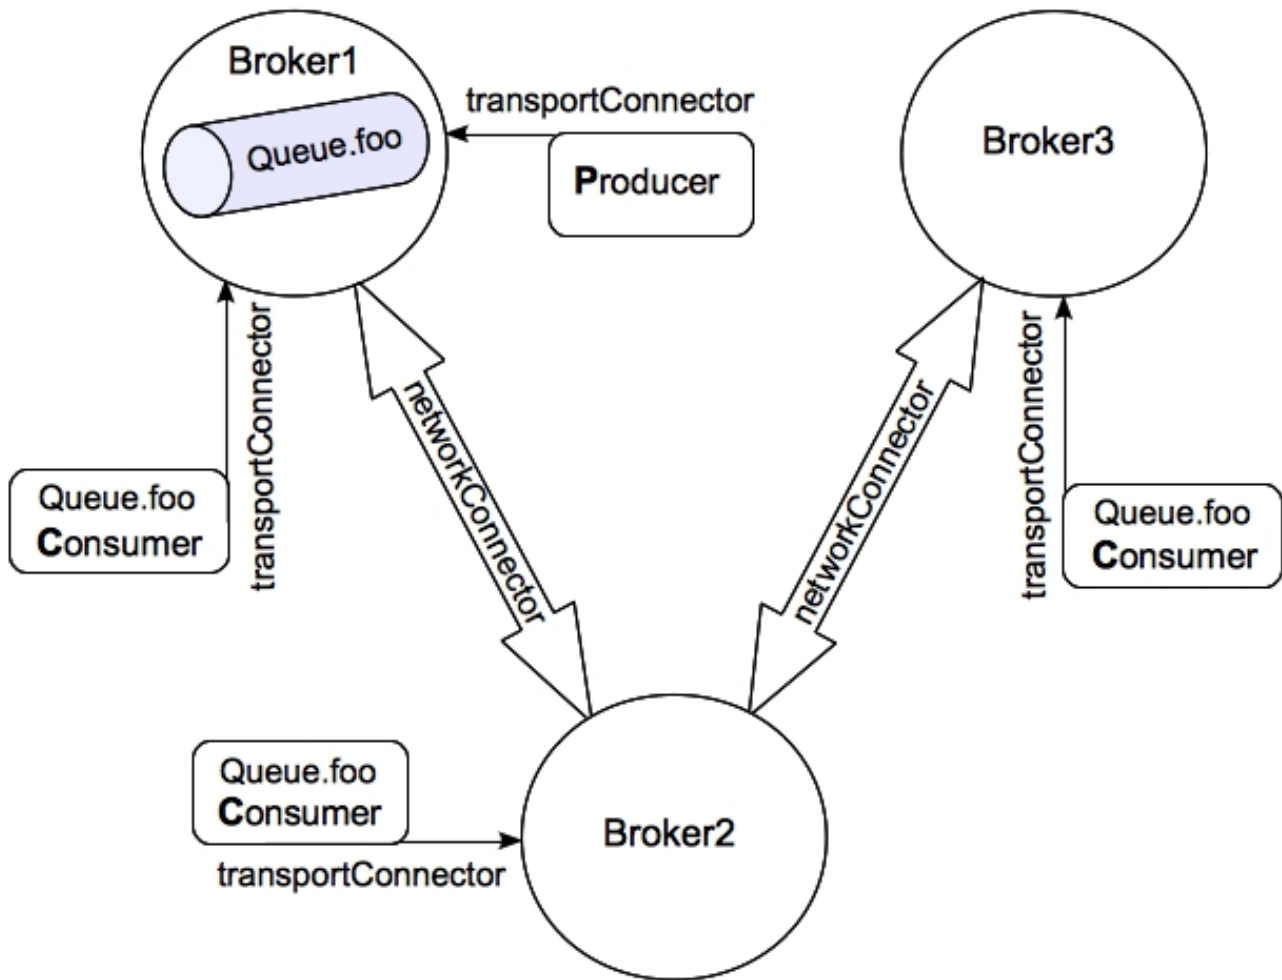 Broker1
Queue.foo
transportConnector
Producer
Broker3
transportConnector
networkConnector
networkConnector
transportConnector
Queue.foo
Consumer
Queue.foo
Consumer
Queue.foo
Consumer
transportConnector
Broker2